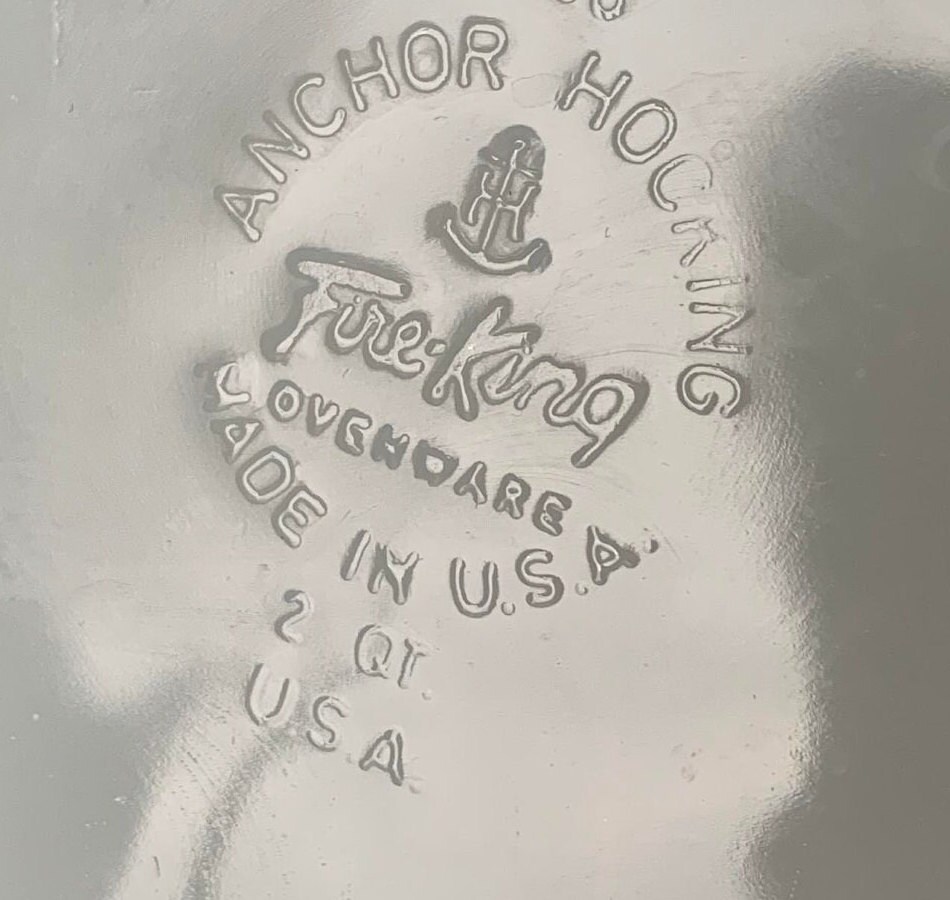 ANCHOR HOCKING
Fire-King
OVENWARE
MADE IN U.S.A.
2 QT.
USA